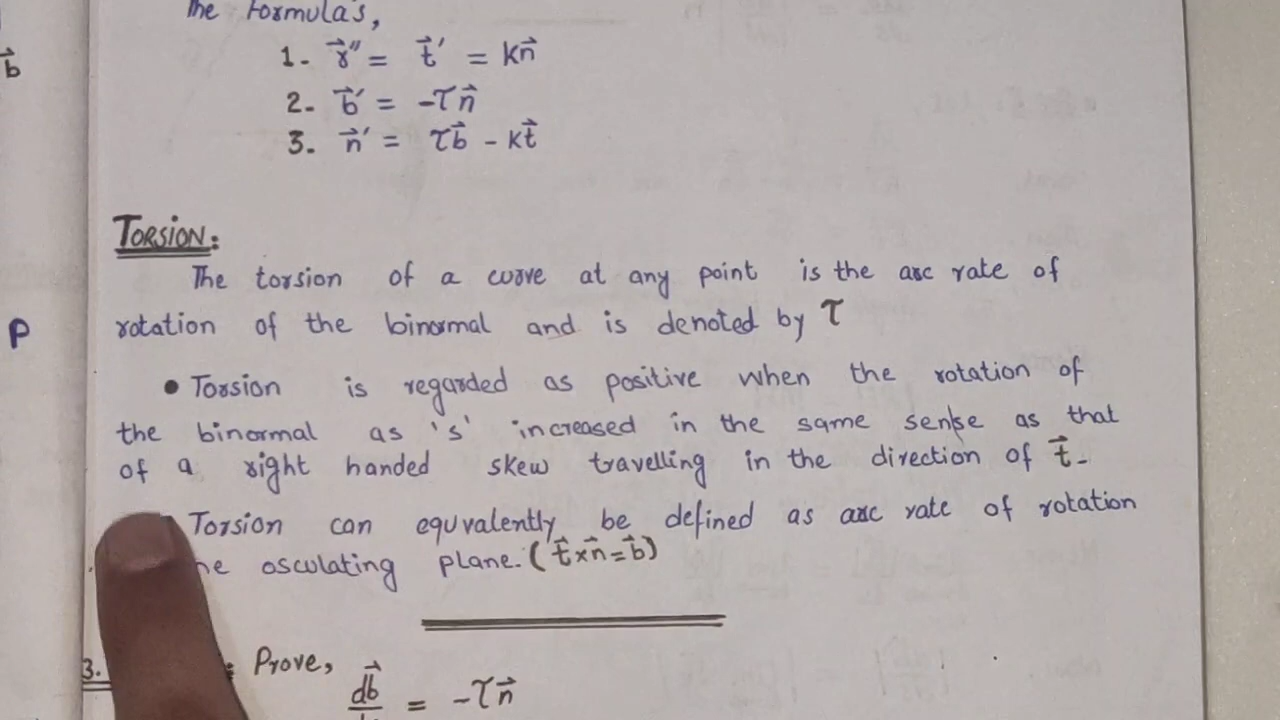 The Formulas,
b⃗
1. r⃗″ = t⃗′ = kn⃗
2. b⃗′ = -τn⃗
3. n⃗′ = τb⃗ - kt⃗
TORSION:
The torsion of a curve at any point is the arc rate of
P
rotation of the binormal and is denoted by τ
• Torsion is regarded as positive when the rotation of
the binormal as 's' increased in the same sense as that
of a right handed skew travelling in the direction of t⃗.
Torsion can equvalently be defined as arc rate of rotation
osculating plane. (t⃗×n⃗=b⃗)
3. : Prove,
db⃗ = -τn⃗